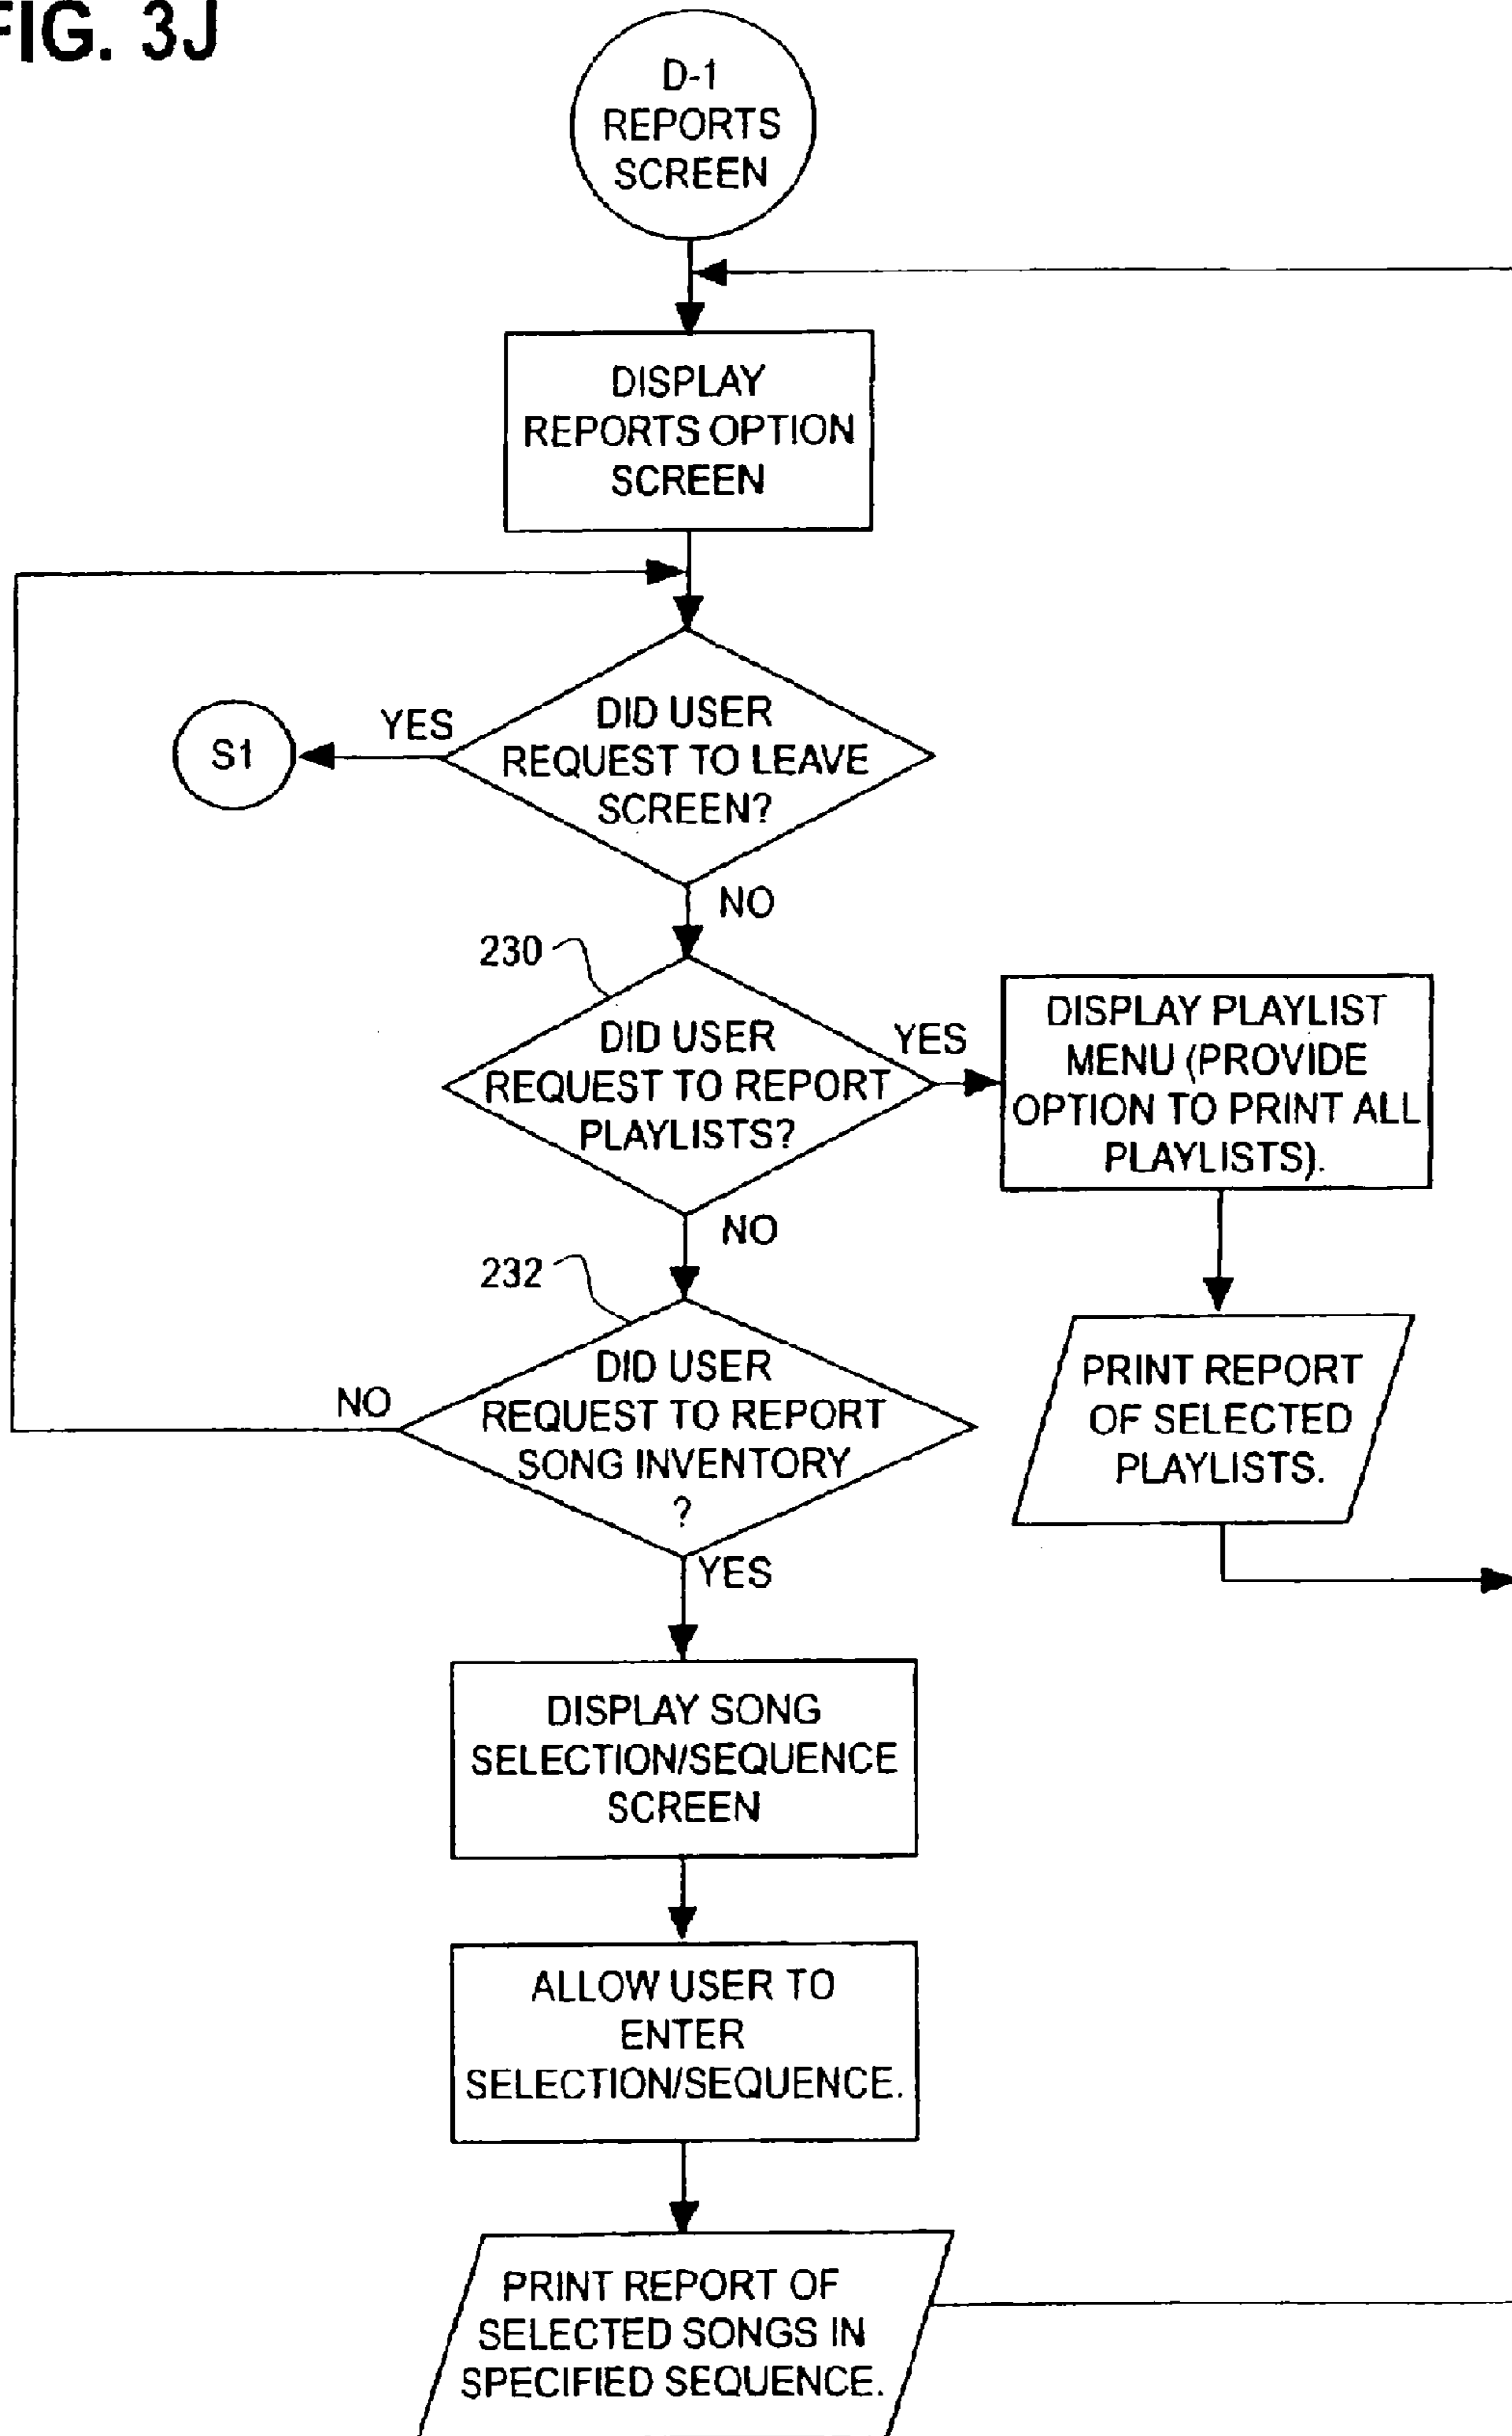 FIG. 3J
D-1
REPORTS
SCREEN
DISPLAY
REPORTS OPTION
SCREEN
DID USER
REQUEST TO LEAVE
SCREEN?
YES
S1
NO
230
DID USER
REQUEST TO REPORT
PLAYLISTS?
YES
DISPLAY PLAYLIST
MENU (PROVIDE
OPTION TO PRINT ALL
PLAYLISTS).
PRINT REPORT
OF SELECTED
PLAYLISTS.
NO
232
DID USER
REQUEST TO REPORT
SONG INVENTORY
?
NO
YES
DISPLAY SONG
SELECTION/SEQUENCE
SCREEN
ALLOW USER TO
ENTER
SELECTION/SEQUENCE.
PRINT REPORT OF
SELECTED SONGS IN
SPECIFIED SEQUENCE.